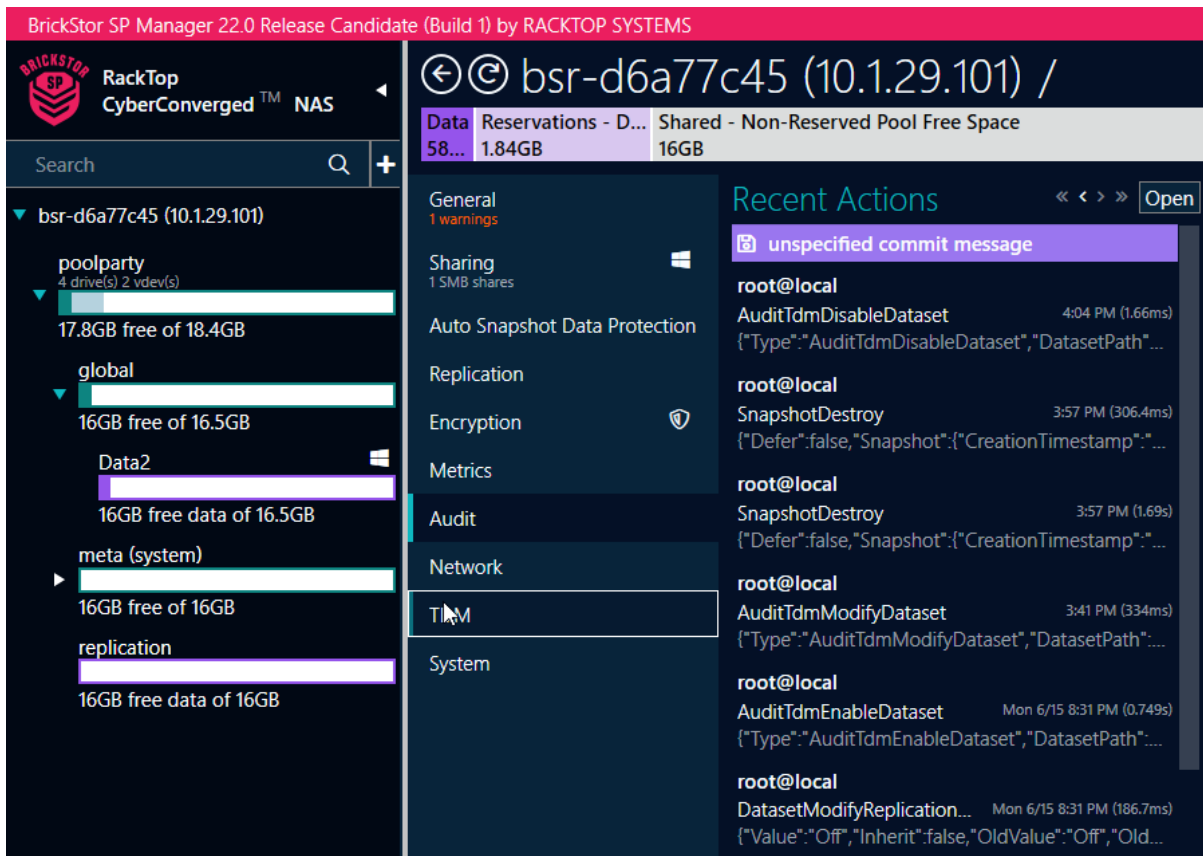 BrickStor SP Manager 22.0 Release Candidate (Build 1) by RACKTOP SYSTEMS
BRICKSTOR
SP
RackTop
CyberConverged TM NAS
Search
bsr-d6a77c45 (10.1.29.101)
poolparty
4 drive(s) 2 vdev(s)
17.8GB free of 18.4GB
global
16GB free of 16.5GB
Data2
16GB free data of 16.5GB
meta (system)
16GB free of 16GB
replication
16GB free data of 16GB
bsr-d6a77c45 (10.1.29.101) /
Data Reservations - D... Shared - Non-Reserved Pool Free Space
58... 1.84GB 16GB
General
1 warnings
Sharing
1 SMB shares
Auto Snapshot Data Protection
Replication
Encryption
Metrics
Audit
Network
System
Recent Actions « < > » Open
unspecified commit message
root@local
AuditTdmDisableDataset 4:04 PM (1.66ms)
{"Type":"AuditTdmDisableDataset","DatasetPath"...
root@local
SnapshotDestroy 3:57 PM (306.4ms)
{"Defer":false,"Snapshot":{"CreationTimestamp":"...
root@local
SnapshotDestroy 3:57 PM (1.69s)
{"Defer":false,"Snapshot":{"CreationTimestamp":"...
root@local
AuditTdmModifyDataset 3:41 PM (334ms)
{"Type":"AuditTdmModifyDataset","DatasetPath":....
root@local
AuditTdmEnableDataset Mon 6/15 8:31 PM (0.749s)
{"Type":"AuditTdmEnableDataset","DatasetPath":....
root@local
DatasetModifyReplication... Mon 6/15 8:31 PM (186.7ms)
{"Value":"Off","Inherit":false,"OldValue":"Off","Old...